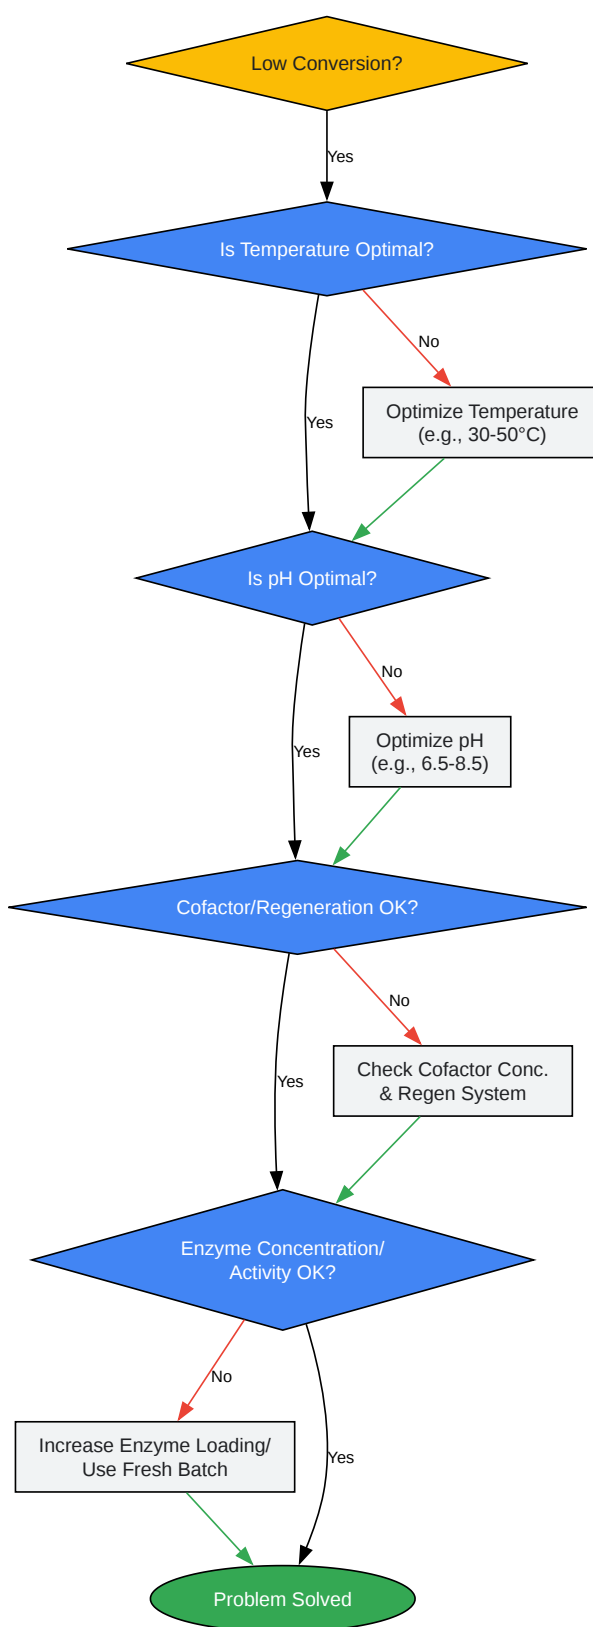 Low Conversion?
Yes
Is Temperature Optimal?
No
Optimize Temperature
(e.g., 30-50°C)
Yes
Is pH Optimal?
No
Optimize pH
(e.g., 6.5-8.5)
Yes
Cofactor/Regeneration OK?
No
Check Cofactor Conc.
& Regen System
Yes
Enzyme Concentration/
Activity OK?
No
Increase Enzyme Loading/
Use Fresh Batch
Yes
Problem Solved